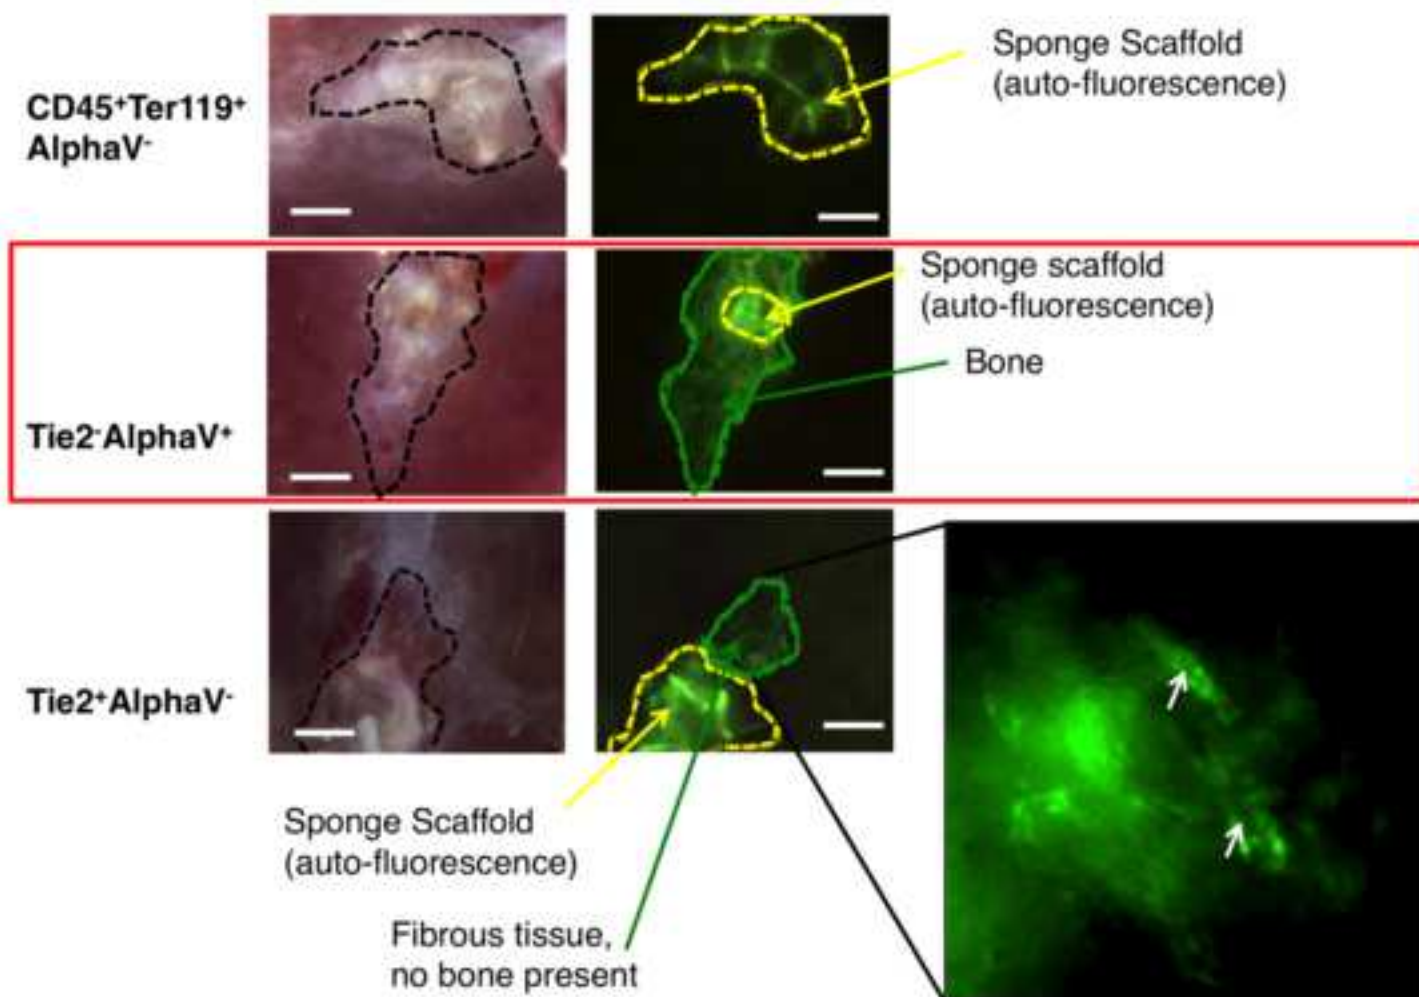 CD45⁺Ter119⁺
AlphaV⁻
Sponge Scaffold
(auto-fluorescence)
Sponge scaffold
(auto-fluorescence)
Bone
Tie2⁻AlphaV⁺
Tie2⁺AlphaV⁻
Sponge Scaffold
(auto-fluorescence)
Fibrous tissue,
no bone present